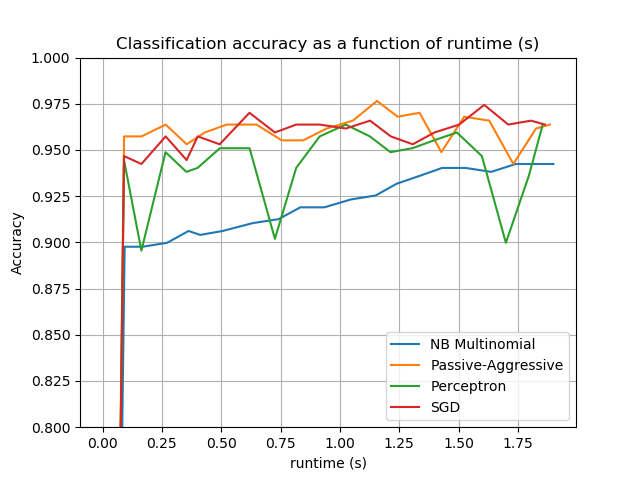 Classification accuracy as a function of runtime (s)
1.000
0.975
0.950
0.925
0.900
0.875
0.850
0.825
0.800
Accuracy
NB Multinomial
Passive-Aggressive
Perceptron
SGD
0.00 0.25 0.50 0.75 1.00 1.25 1.50 1.75
runtime (s)